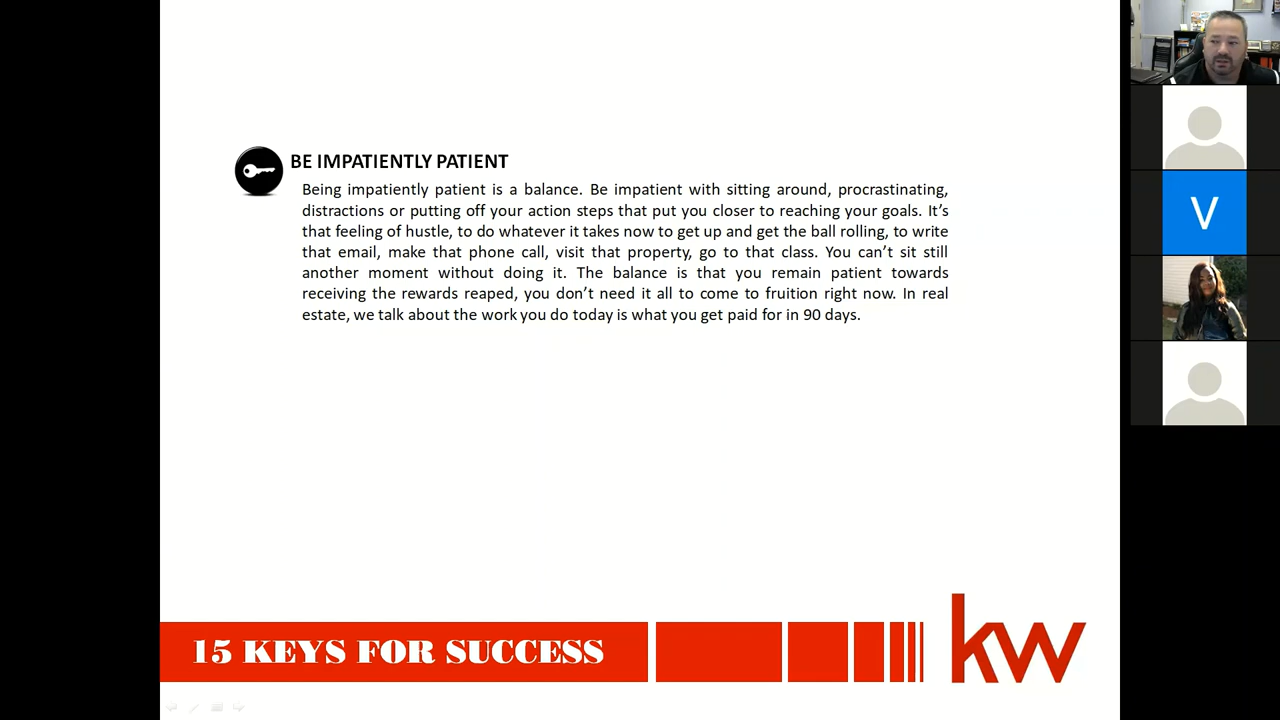 BE IMPATIENTLY PATIENT
Being impatiently patient is a balance. Be impatient with sitting around, procrastinating,
distractions or putting off your action steps that put you closer to reaching your goals. It’s
that feeling of hustle, to do whatever it takes now to get up and get the ball rolling, to write
that email, make that phone call, visit that property, go to that class. You can’t sit still
another moment without doing it. The balance is that you remain patient towards
receiving the rewards reaped, you don’t need it all to come to fruition right now. In real
estate, we talk about the work you do today is what you get paid for in 90 days.
15 KEYS FOR SUCCESS
kw
V